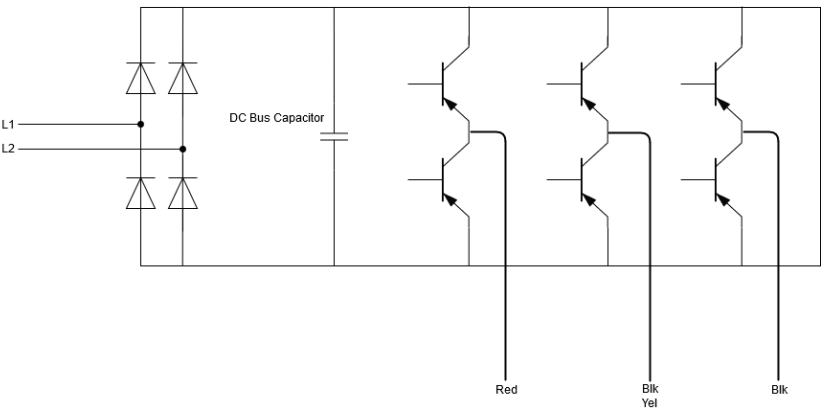 DC Bus Capacitor
L1
L2
Red
Blk
Yel
Blk